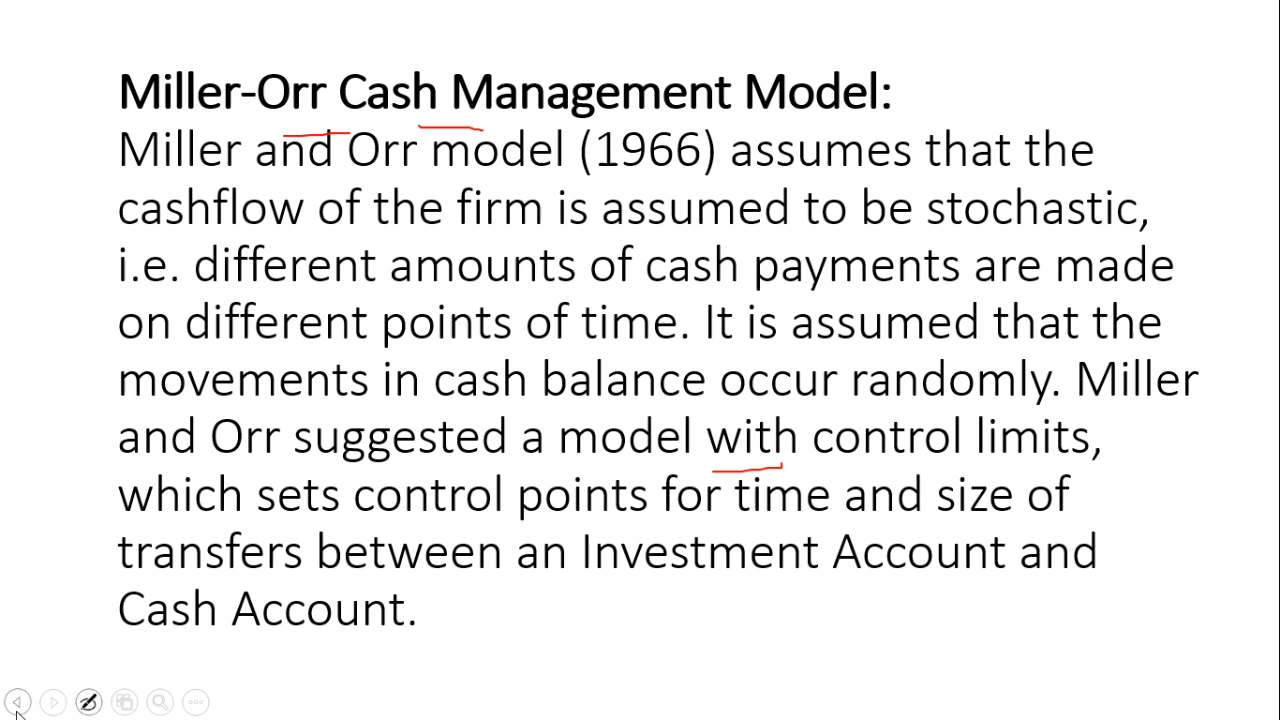 Miller-Orr Cash Management Model:
Miller and Orr model (1966) assumes that the
cashflow of the firm is assumed to be stochastic,
i.e. different amounts of cash payments are made
on different points of time. It is assumed that the
movements in cash balance occur randomly. Miller
and Orr suggested a model with control limits,
which sets control points for time and size of
transfers between an Investment Account and
Cash Account.